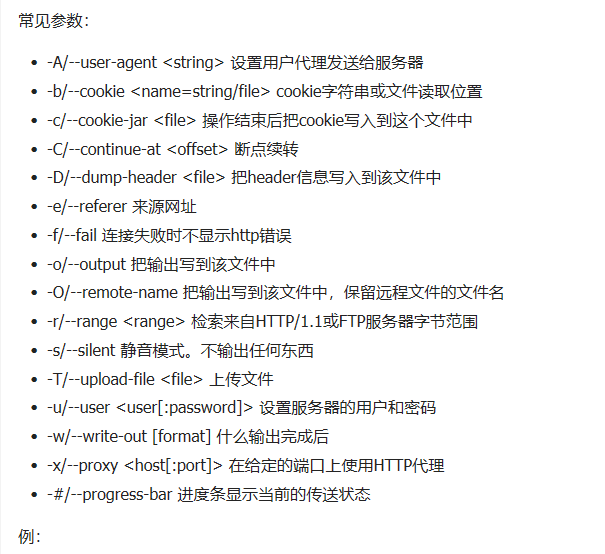 常见参数：
-A/--user-agent <string> 设置用户代理发送给服务器
-b/--cookie <name=string/file> cookie字符串或文件读取位置
-c/--cookie-jar <file> 操作结束后把cookie写入到这个文件中
-C/--continue-at <offset> 断点续转
-D/--dump-header <file> 把header信息写入到该文件中
-e/--referer 来源网址
-f/--fail 连接失败时不显示http错误
-o/--output 把输出写到该文件中
-O/--remote-name 把输出写到该文件中，保留远程文件的文件名
-r/--range <range> 检索来自HTTP/1.1或FTP服务器字节范围
-s/--silent 静音模式。不输出任何东西
-T/--upload-file <file> 上传文件
-u/--user <user[:password]> 设置服务器的用户和密码
-w/--write-out [format] 什么输出完成后
-x/--proxy <host[:port]> 在给定的端口上使用HTTP代理
-#/--progress-bar 进度条显示当前的传送状态
例：